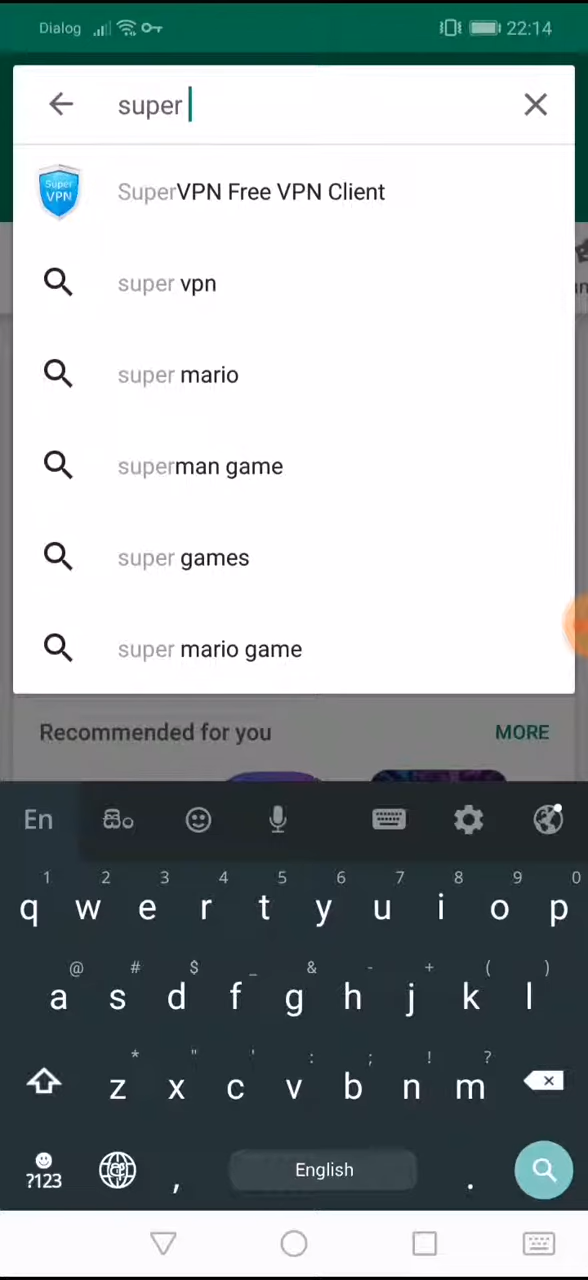 Dialog 22:14
super
Super VPN SuperVPN Free VPN Client
super vpn
super mario
superman game
super games
super mario game
Recommended for you MORE
En සිං
1 2 3 4 5 6 7 8 9 0
q w e r t y u i o p
@ # $ _ & - + ( )
a s d f g h j k l
* " ' : ; ! ?
z x c v b n m
?123 , English .